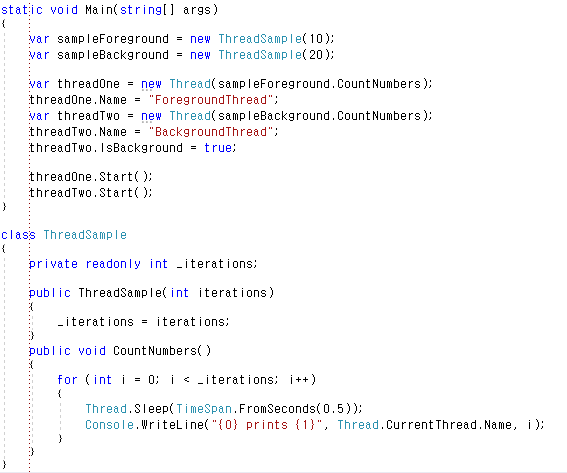 static void Main(string[] args)
{
    var sampleForeground = new ThreadSample(10);
    var sampleBackground = new ThreadSample(20);

    var threadOne = new Thread(sampleForeground.CountNumbers);
    threadOne.Name = "ForegroundThread";
    var threadTwo = new Thread(sampleBackground.CountNumbers);
    threadTwo.Name = "BackgroundThread";
    threadTwo.IsBackground = true;

    threadOne.Start();
    threadTwo.Start();
}

class ThreadSample
{
    private readonly int _iterations;

    public ThreadSample(int iterations)
    {
        _iterations = iterations;
    }
    public void CountNumbers()
    {
        for (int i = 0; i < _iterations; i++)
        {
            Thread.Sleep(TimeSpan.FromSeconds(0.5));
            Console.WriteLine("{0} prints {1}", Thread.CurrentThread.Name, i);
        }
    }
}